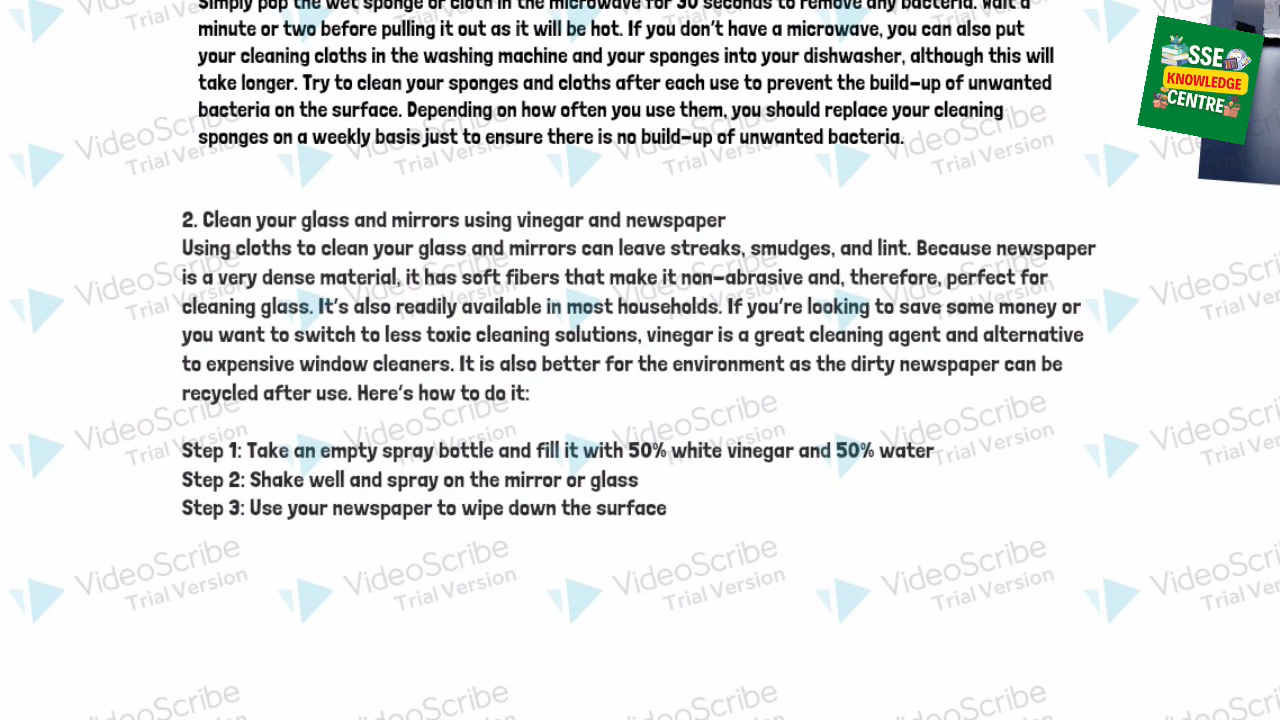 Simply pop the wet sponge or cloth in the microwave for 30 seconds to remove any bacteria. Wait a
minute or two before pulling it out as it will be hot. If you don't have a microwave, you can also put
your cleaning cloths in the washing machine and your sponges into your dishwasher, although this will
take longer. Try to clean your sponges and cloths after each use to prevent the build-up of unwanted
bacteria on the surface. Depending on how often you use them, you should replace your cleaning
sponges on a weekly basis just to ensure there is no build-up of unwanted bacteria.
SSE
KNOWLEDGE
CENTRE
2. Clean your glass and mirrors using vinegar and newspaper
Using cloths to clean your glass and mirrors can leave streaks, smudges, and lint. Because newspaper
is a very dense material, it has soft fibers that make it non-abrasive and, therefore, perfect for
cleaning glass. It's also readily available in most households. If you're looking to save some money or
you want to switch to less toxic cleaning solutions, vinegar is a great cleaning agent and alternative
to expensive window cleaners. It is also better for the environment as the dirty newspaper can be
recycled after use. Here's how to do it:
Step 1: Take an empty spray bottle and fill it with 50% white vinegar and 50% water
Step 2: Shake well and spray on the mirror or glass
Step 3: Use your newspaper to wipe down the surface
VideoScribe
Trial Version